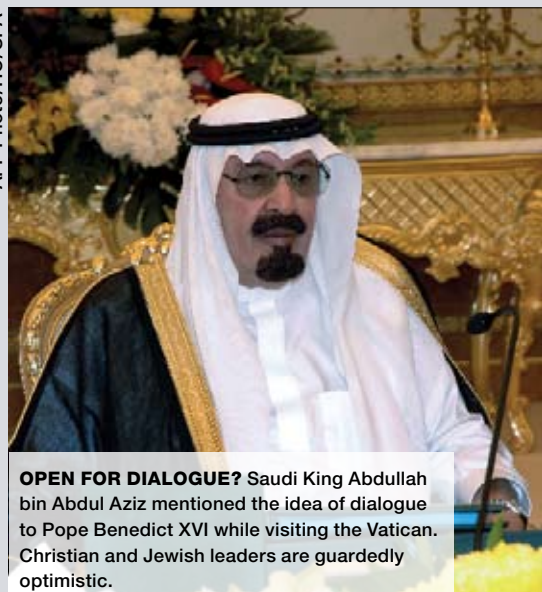 OPEN FOR DIALOGUE? Saudi King Abdullah
bin Abdul Aziz mentioned the idea of dialogue
to Pope Benedict XVI while visiting the Vatican.
Christian and Jewish leaders are guardedly
optimistic.